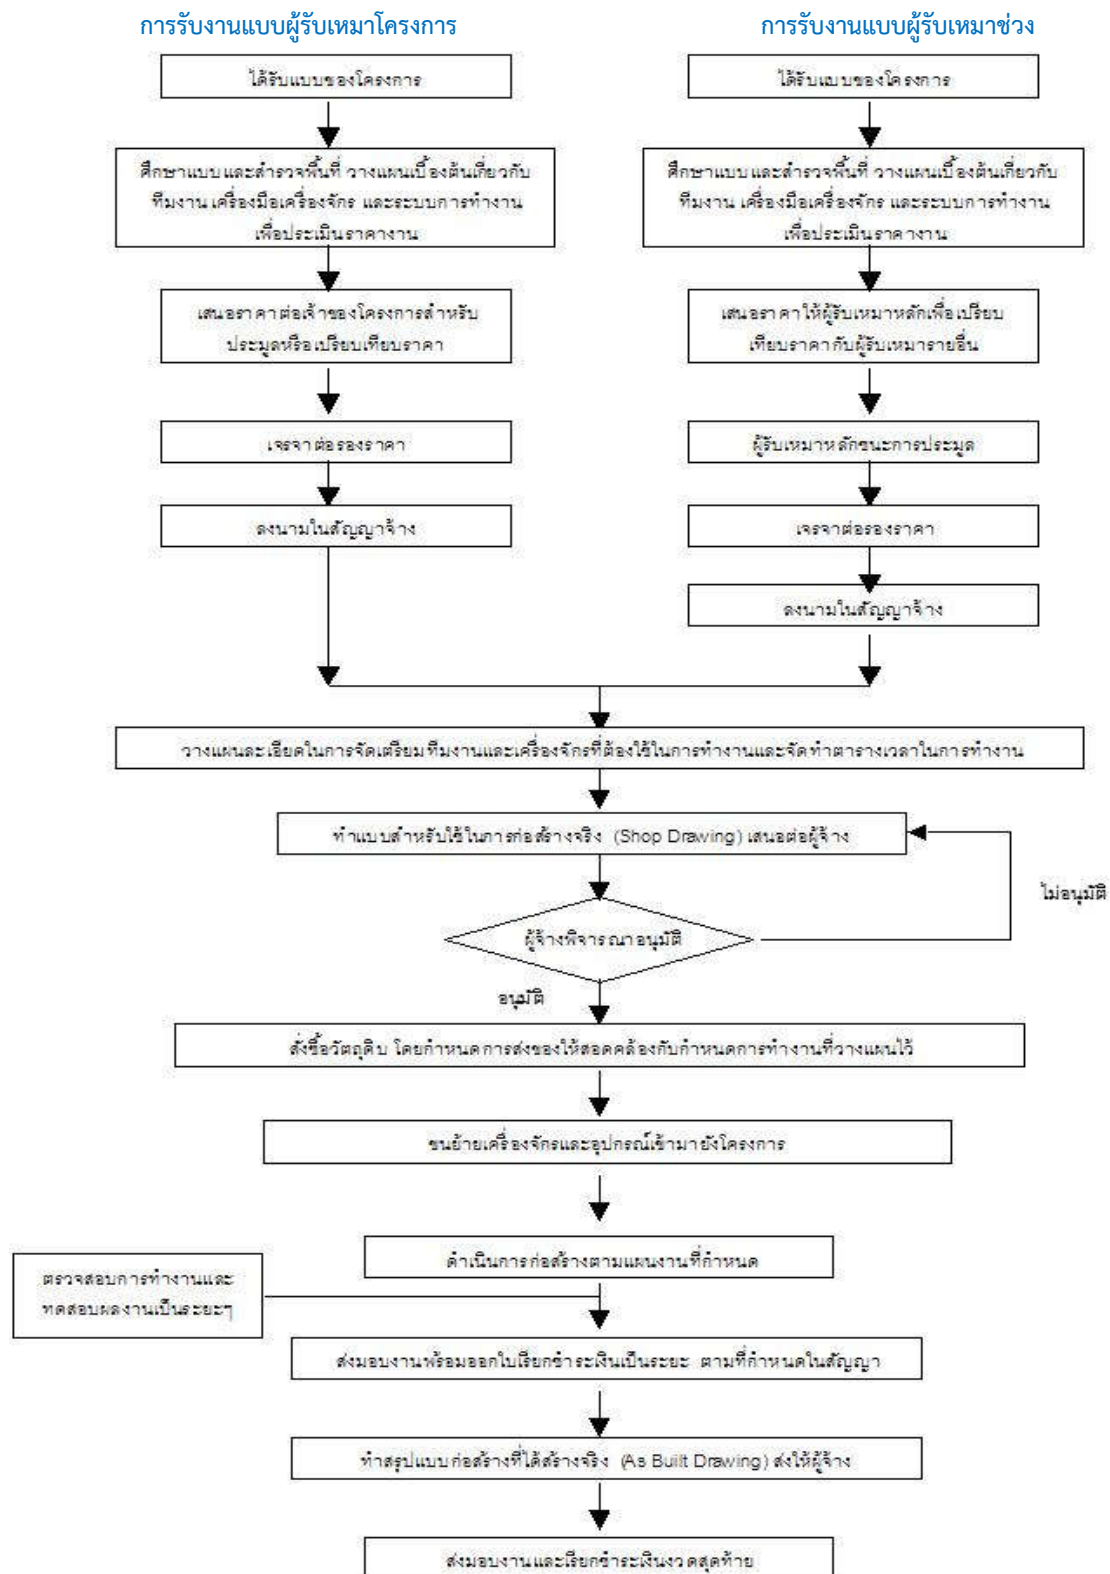 การรับงานแบบผู้รับเหมาโครงการ
การรับงานแบบผู้รับเหมาช่วง
ได้รับแบบของโครงการ
ได้รับแบบของโครงการ
ศึกษาแบบ และสำรวจพื้นที่ วางแผนเบื้องต้นเกี่ยวกับ
ทีมงาน เครื่องมือเครื่องจักร และระบบการทำงาน
เพื่อประเมินราคางาน
ศึกษาแบบ และสำรวจพื้นที่ วางแผนเบื้องต้นเกี่ยวกับ
ทีมงาน เครื่องมือเครื่องจักร และระบบการทำงาน
เพื่อประเมินราคางาน
เสนอราคาต่อเจ้าของโครงการสำหรับ
ประมูลหรือเปรียบเทียบราคา
เสนอราคาให้ผู้รับเหมาหลักเพื่อเปรียบ
เทียบราคากับผู้รับเหมารายอื่น
เจรจาต่อรองราคา
ผู้รับเหมาหลักชนะการประมูล
ลงนามในสัญญาจ้าง
เจรจาต่อรองราคา
ลงนามในสัญญาจ้าง
วางแผนละเอียดในการจัดเตรียมทีมงานและเครื่องจักรที่ต้องใช้ในการทำงานและจัดทำตารางเวลาในการทำงาน
ทำแบบสำหรับใช้ในการก่อสร้างจริง (Shop Drawing) เสนอต่อผู้จ้าง
ไม่อนุมัติ
ผู้จ้างพิจารณาอนุมัติ
อนุมัติ
สั่งซื้อวัตถุดิบ โดยกำหนดการส่งของให้สอดคล้องกับกำหนดการทำงานที่วางแผนไว้
ขนย้ายเครื่องจักรและอุปกรณ์เข้ามายังโครงการ
ดำเนินการก่อสร้างตามแผนงานที่กำหนด
ตรวจสอบการทำงานและ
ทดสอบผลงานเป็นระยะๆ
ส่งมอบงานพร้อมออกใบเรียกชำระเงินเป็นระยะ ตามที่กำหนดในสัญญา
ทำสรุปแบบก่อสร้างที่ได้สร้างจริง (As Built Drawing) ส่งให้ผู้จ้าง
ส่งมอบงานและเรียกชำระเงินงวดสุดท้าย